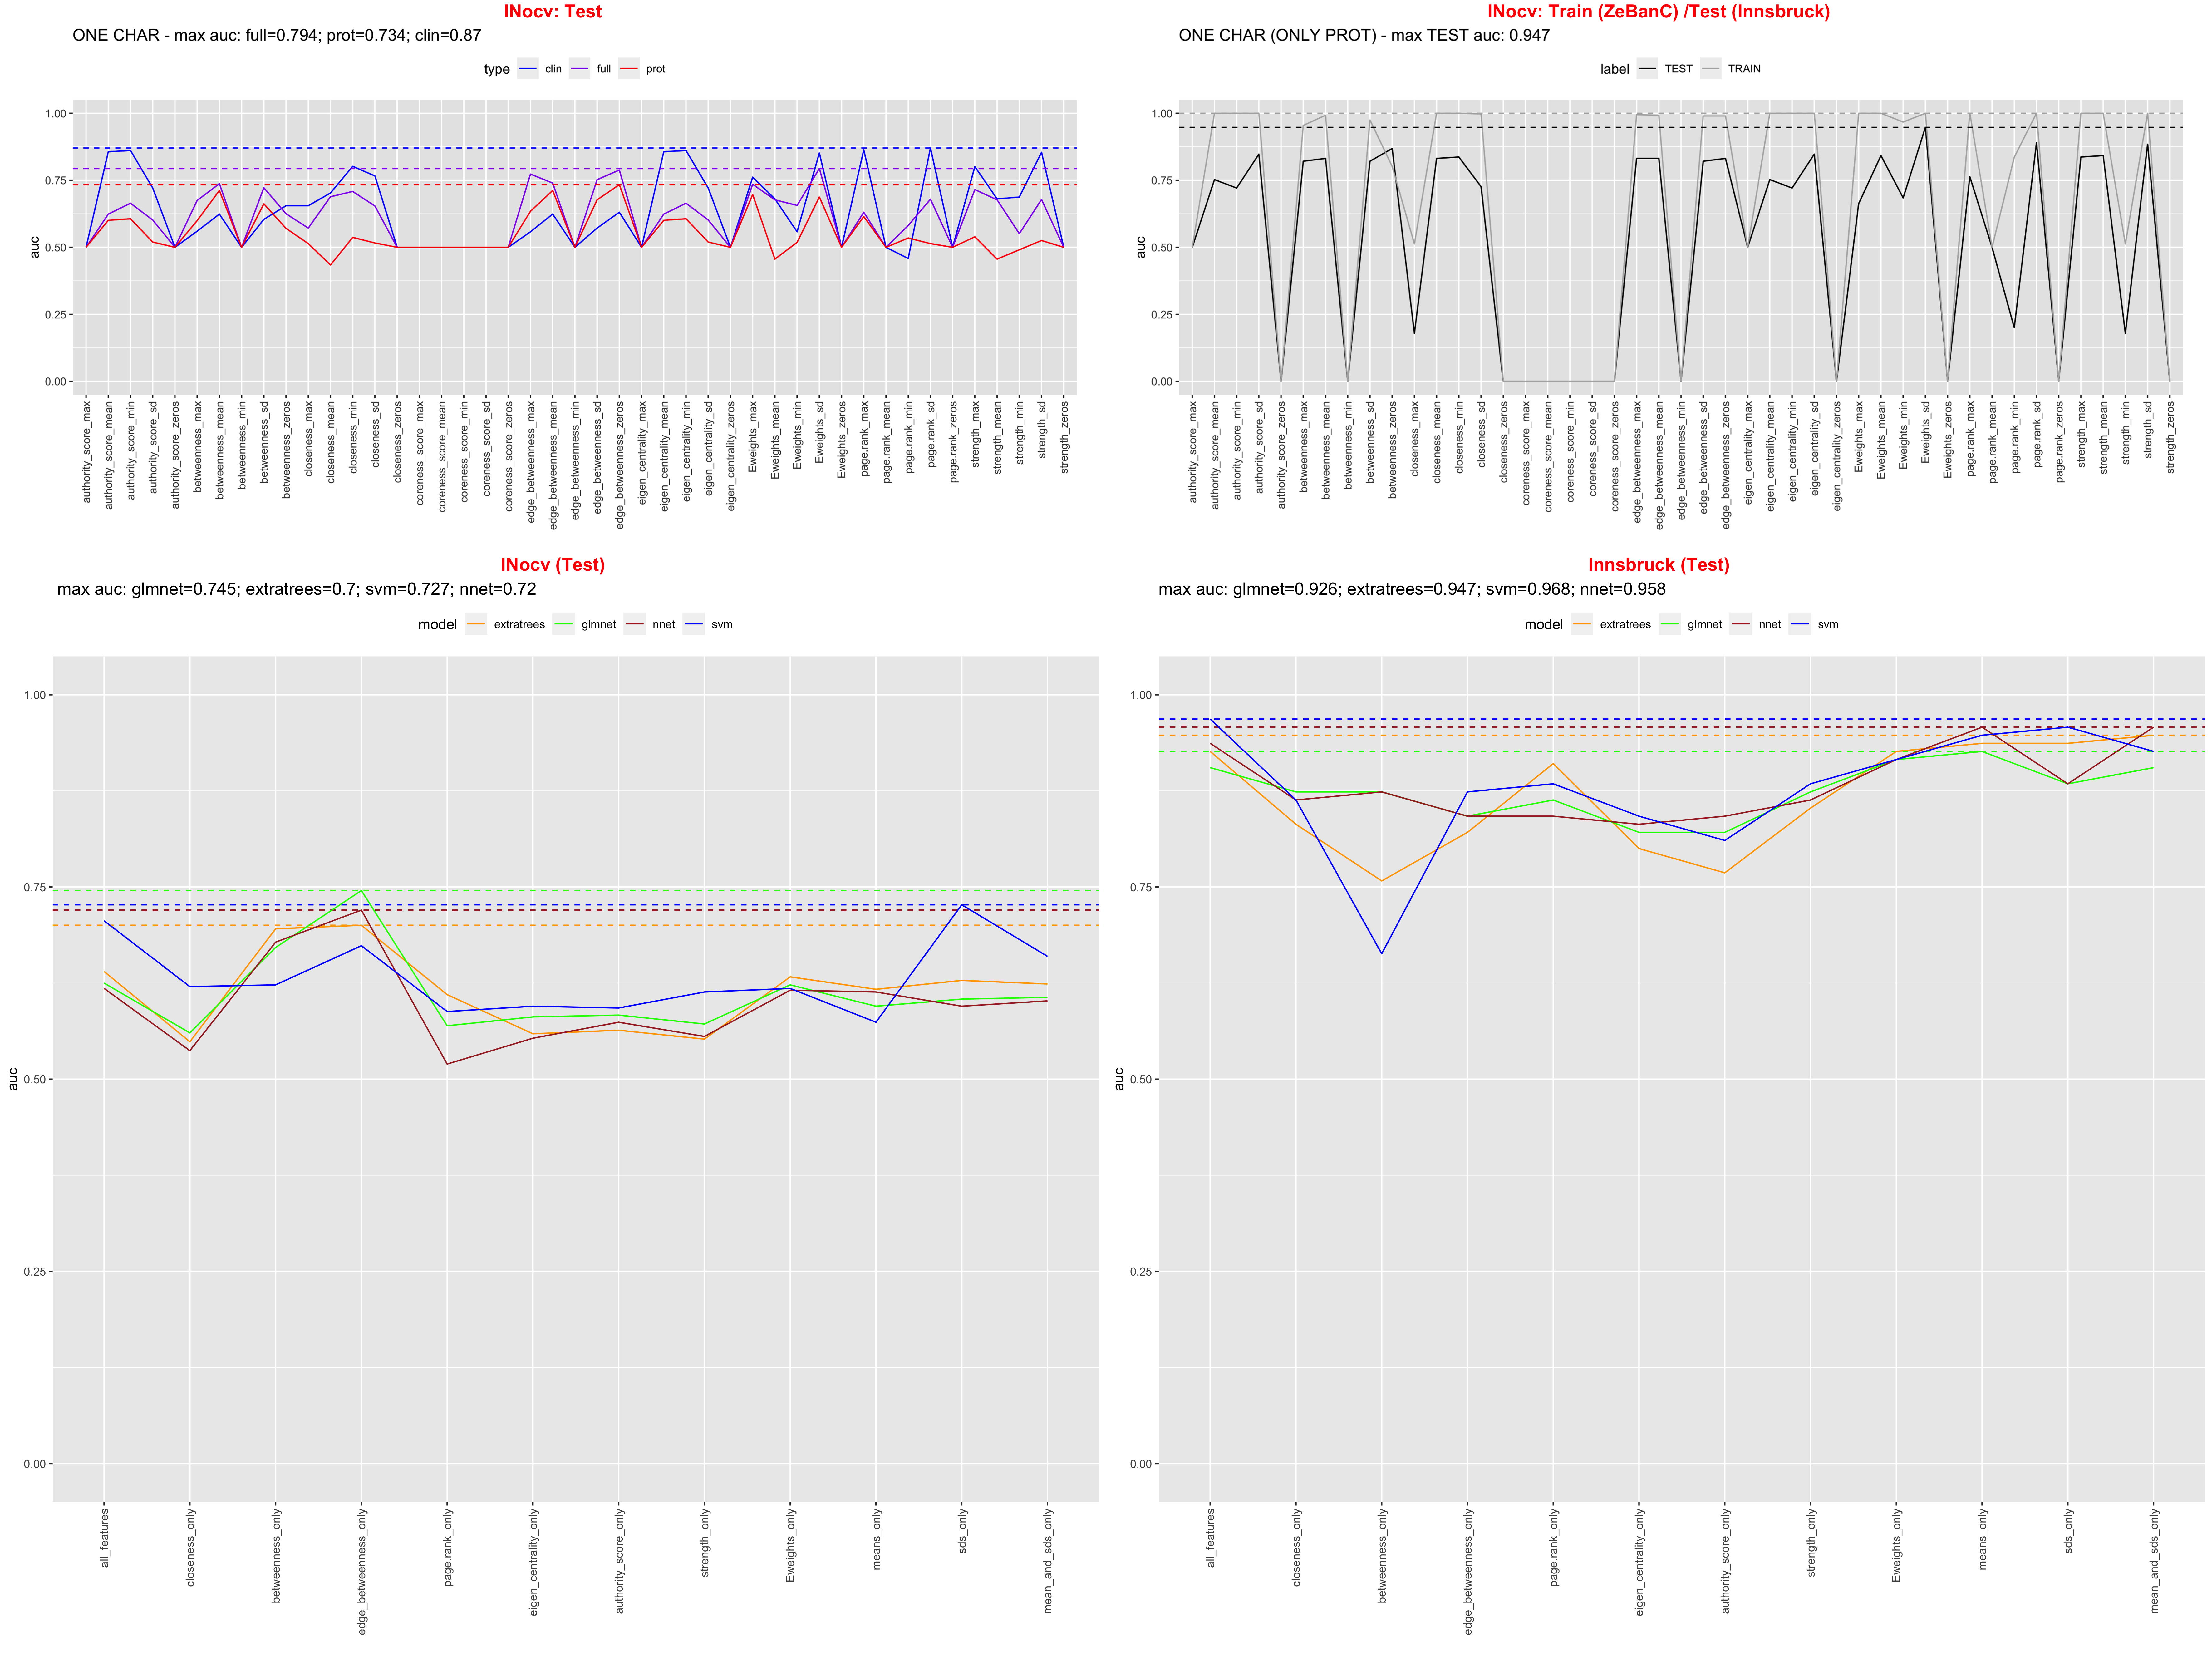 INocv: Test
ONE CHAR - max auc: full=0.794; prot=0.734; clin=0.87
type clin full prot
auc
1.00
0.75
0.50
0.25
0.00
authority_score_max
authority_score_mean
authority_score_min
authority_score_sd
authority_score_zeros
betweenness_max
betweenness_mean
betweenness_min
betweenness_sd
betweenness_zeros
closeness_max
closeness_mean
closeness_min
closeness_sd
closeness_zeros
coreness_score_max
coreness_score_mean
coreness_score_min
coreness_score_sd
coreness_score_zeros
edge_betweenness_max
edge_betweenness_mean
edge_betweenness_min
edge_betweenness_sd
edge_betweenness_zeros
eigen_centrality_max
eigen_centrality_mean
eigen_centrality_min
eigen_centrality_sd
eigen_centrality_zeros
Eweights_max
Eweights_mean
Eweights_min
Eweights_sd
Eweights_zeros
page.rank_max
page.rank_mean
page.rank_min
page.rank_sd
page.rank_zeros
strength_max
strength_mean
strength_min
strength_sd
strength_zeros
INocv: Train (ZeBanC) /Test (Innsbruck)
ONE CHAR (ONLY PROT) - max TEST auc: 0.947
label TEST TRAIN
auc
1.00
0.75
0.50
0.25
0.00
authority_score_max
authority_score_mean
authority_score_min
authority_score_sd
authority_score_zeros
betweenness_max
betweenness_mean
betweenness_min
betweenness_sd
betweenness_zeros
closeness_max
closeness_mean
closeness_min
closeness_sd
closeness_zeros
coreness_score_max
coreness_score_mean
coreness_score_min
coreness_score_sd
coreness_score_zeros
edge_betweenness_max
edge_betweenness_mean
edge_betweenness_min
edge_betweenness_sd
edge_betweenness_zeros
eigen_centrality_max
eigen_centrality_mean
eigen_centrality_min
eigen_centrality_sd
eigen_centrality_zeros
Eweights_max
Eweights_mean
Eweights_min
Eweights_sd
Eweights_zeros
page.rank_max
page.rank_mean
page.rank_min
page.rank_sd
page.rank_zeros
strength_max
strength_mean
strength_min
strength_sd
strength_zeros
INocv (Test)
max auc: glmnet=0.745; extratrees=0.7; svm=0.727; nnet=0.72
model extratrees glmnet nnet svm
auc
1.00
0.75
0.50
0.25
0.00
all_features
closeness_only
betweenness_only
edge_betweenness_only
page.rank_only
eigen_centrality_only
authority_score_only
strength_only
Eweights_only
means_only
sds_only
mean_and_sds_only
Innsbruck (Test)
max auc: glmnet=0.926; extratrees=0.947; svm=0.968; nnet=0.958
model extratrees glmnet nnet svm
auc
1.00
0.75
0.50
0.25
0.00
all_features
closeness_only
betweenness_only
edge_betweenness_only
page.rank_only
eigen_centrality_only
authority_score_only
strength_only
Eweights_only
means_only
sds_only
mean_and_sds_only